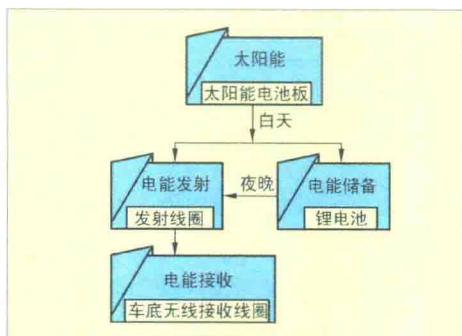 太阳能
太阳能电池板
白天
电能发射
发射线圈
夜晚
电能储备
锂电池
电能接收
车底无线接收线圈